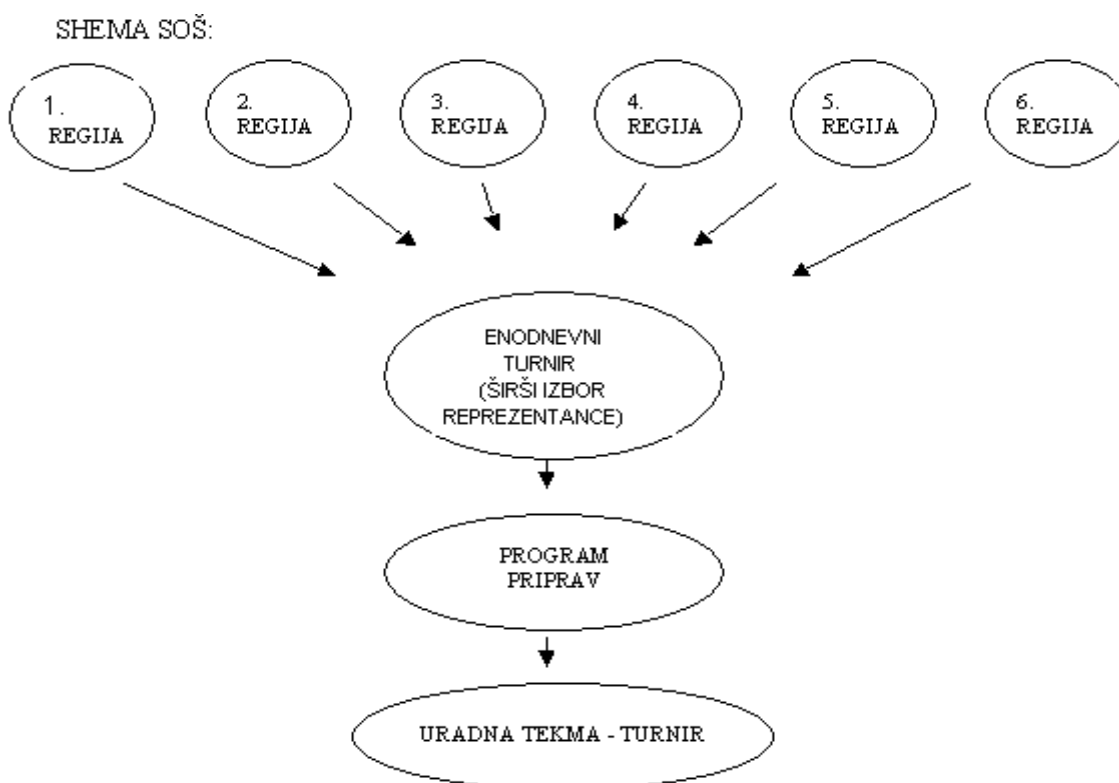 SHEMA SOŠ:
1.
REGIJA
2.
REGIJA
3.
REGIJA
4.
REGIJA
5.
REGIJA
6.
REGIJA
ENODNEVNI
TURNIR
(ŠIRŠI IZBOR
REPREZENTANCE)
PROGRAM
PRIPRAV
URADNA TEKMA - TURNIR